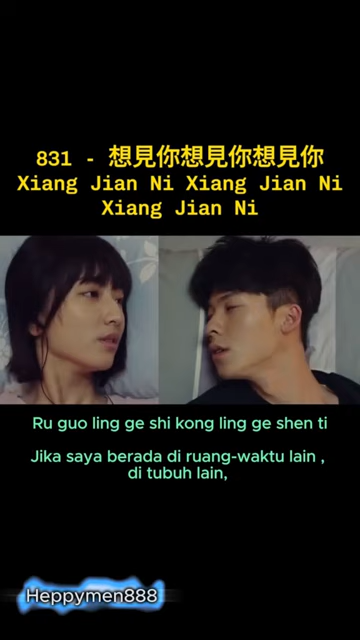 831 - 想見你想見你想見你
Xiang Jian Ni Xiang Jian Ni
Xiang Jian Ni
Ru guo ling ge shi kong ling ge shen ti
Jika saya berada di ruang-waktu lain ,
di tubuh lain,
Heppymen888